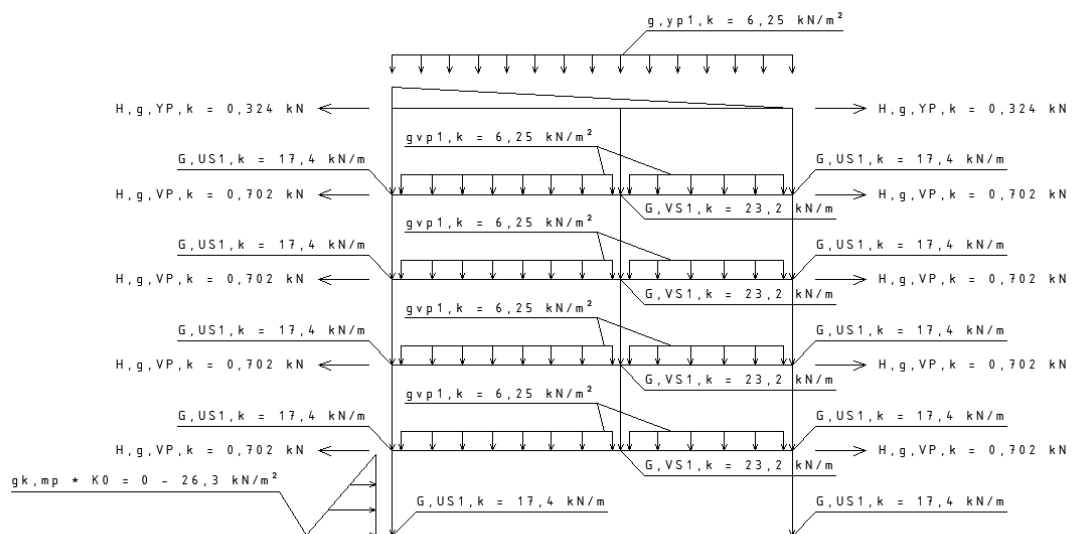 g,yp1,k = 6,25 kN/m²
H,g,YP,k = 0,324 kN
H,g,YP,k = 0,324 kN
gvp1,k = 6,25 kN/m²
G,US1,k = 17,4 kN/m
G,US1,k = 17,4 kN/m
H,g,VP,k = 0,702 kN
H,g,VP,k = 0,702 kN
G,VS1,k = 23,2 kN/m
gvp1,k = 6,25 kN/m²
G,US1,k = 17,4 kN/m
G,US1,k = 17,4 kN/m
H,g,VP,k = 0,702 kN
H,g,VP,k = 0,702 kN
G,VS1,k = 23,2 kN/m
gvp1,k = 6,25 kN/m²
G,US1,k = 17,4 kN/m
G,US1,k = 17,4 kN/m
H,g,VP,k = 0,702 kN
H,g,VP,k = 0,702 kN
G,VS1,k = 23,2 kN/m
gvp1,k = 6,25 kN/m²
G,US1,k = 17,4 kN/m
G,US1,k = 17,4 kN/m
H,g,VP,k = 0,702 kN
H,g,VP,k = 0,702 kN
G,VS1,k = 23,2 kN/m
gk,mp * K0 = 0 - 26,3 kN/m²
G,US1,k = 17,4 kN/m
G,US1,k = 17,4 kN/m